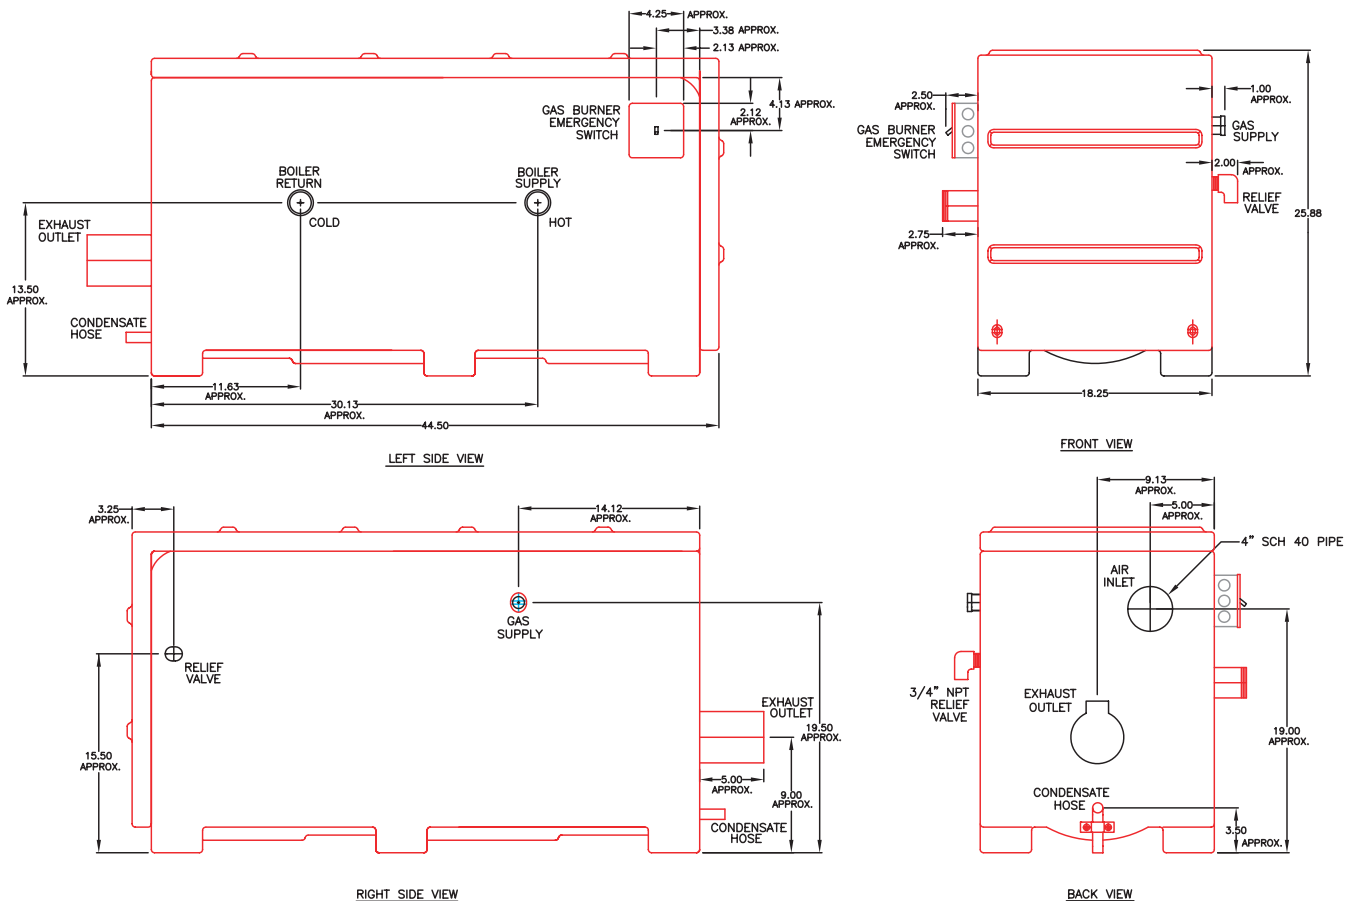 4.25 APPROX.
3.38 APPROX.
2.13 APPROX.
GAS BURNER
EMERGENCY
SWITCH
2.12
APPROX.
4.13 APPROX.
BOILER
RETURN
COLD
BOILER
SUPPLY
HOT
EXHAUST
OUTLET
13.50
APPROX.
CONDENSATE
HOSE
11.63
APPROX.
30.13
APPROX.
44.50
LEFT SIDE VIEW
2.50
APPROX.
GAS BURNER
EMERGENCY
SWITCH
2.75
APPROX.
1.00
APPROX.
GAS
SUPPLY
2.00
APPROX.
RELIEF
VALVE
25.88
18.25
FRONT VIEW
3.25
APPROX.
14.12
APPROX.
GAS
SUPPLY
RELIEF
VALVE
15.50
APPROX.
EXHAUST
OUTLET
19.50
APPROX.
5.00
APPROX.
9.00
APPROX.
CONDENSATE
HOSE
RIGHT SIDE VIEW
9.13
APPROX.
5.00
APPROX.
4" SCH 40 PIPE
AIR
INLET
3/4" NPT
RELIEF
VALVE
EXHAUST
OUTLET
19.00
APPROX.
CONDENSATE
HOSE
3.50
APPROX.
BACK VIEW